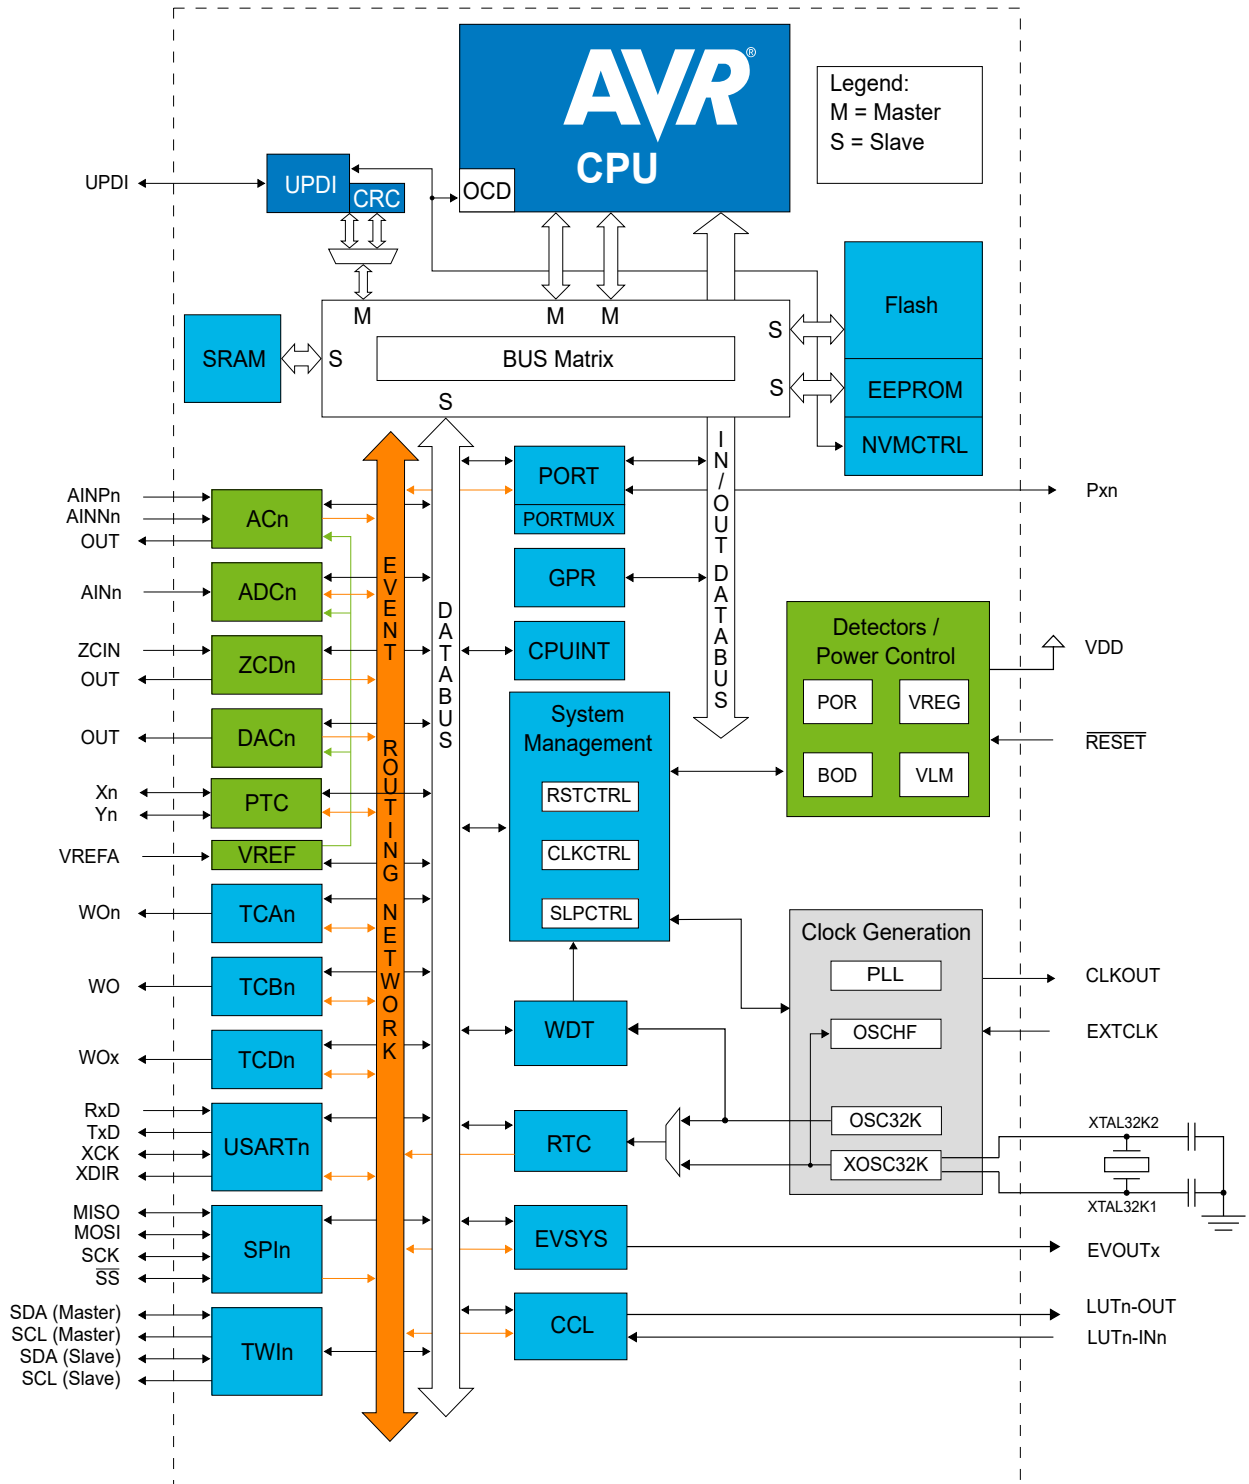 AVR®
CPU
OCD
Legend:
M = Master
S = Slave
UPDI
UPDI
CRC
M
M
M
S
S
S
S
BUS Matrix
SRAM
Flash
EEPROM
NVMCTRL
EVENT ROUTING NETWORK
DATABUS
IN/OUT DATABUS
PORT
PORTMUX
Pxn
AINPn
AINNn
OUT
ACn
GPR
AINn
ADCn
CPUINT
ZCIN
OUT
ZCDn
Detectors /
Power Control
POR
VREG
BOD
VLM
VDD
RESET
System
Management
RSTCTRL
CLKCTRL
SLPCTRL
OUT
DACn
Xn
Yn
PTC
VREFA
VREF
WOn
TCAn
WO
TCBn
WOx
TCDn
WDT
Clock Generation
PLL
OSCHF
OSC32K
XOSC32K
CLKOUT
EXTCLK
XTAL32K2
XTAL32K1
RxD
TxD
XCK
XDIR
USARTn
RTC
MISO
MOSI
SCK
SS
SPIn
EVSYS
EVOUTx
SDA (Master)
SCL (Master)
SDA (Slave)
SCL (Slave)
TWIn
CCL
LUTn-OUT
LUTn-INn